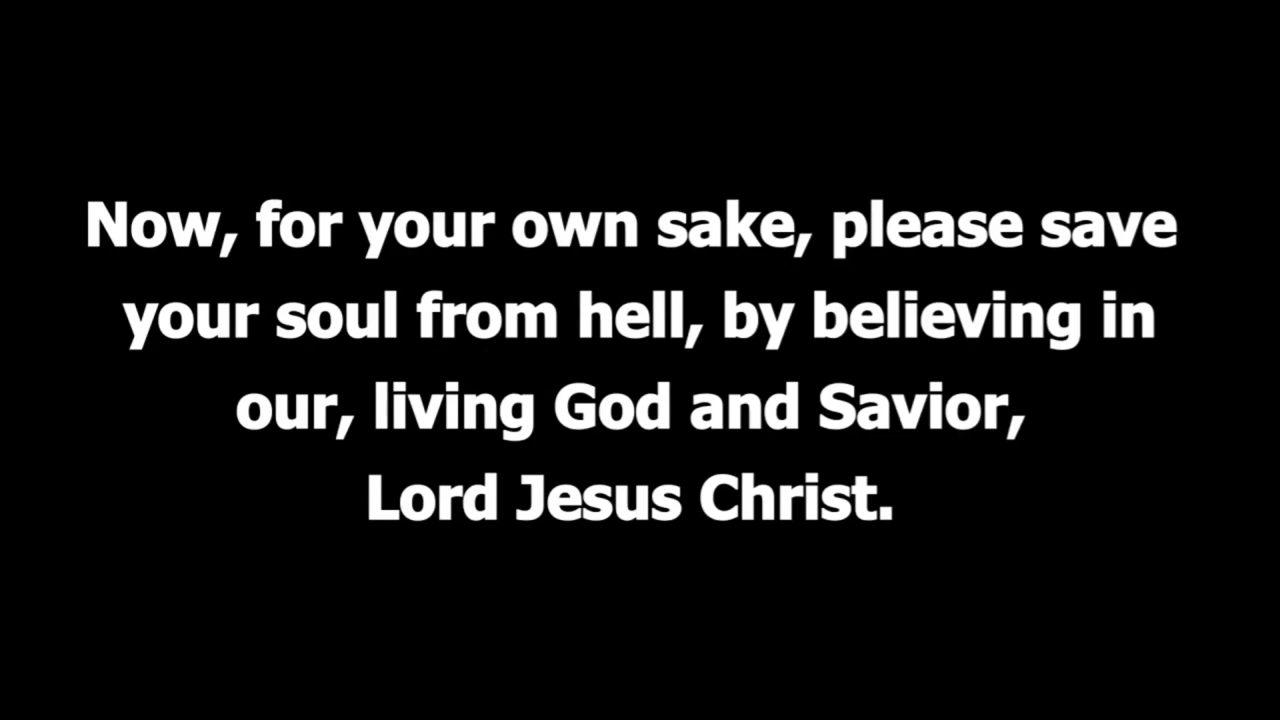 Now, for your own sake, please save
your soul from hell, by believing in
our, living God and Savior,
Lord Jesus Christ.